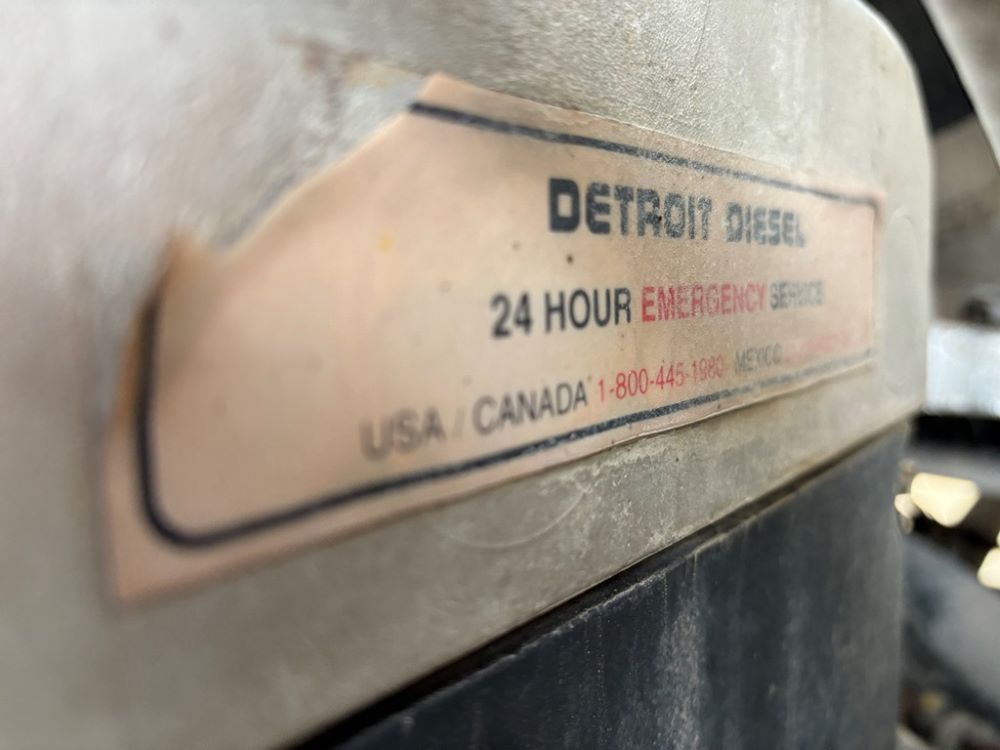 DETROIT DIESEL
24 HOUR EMERGENCY SERVICE
USA / CANADA 1-800-445-1980 MEXICO